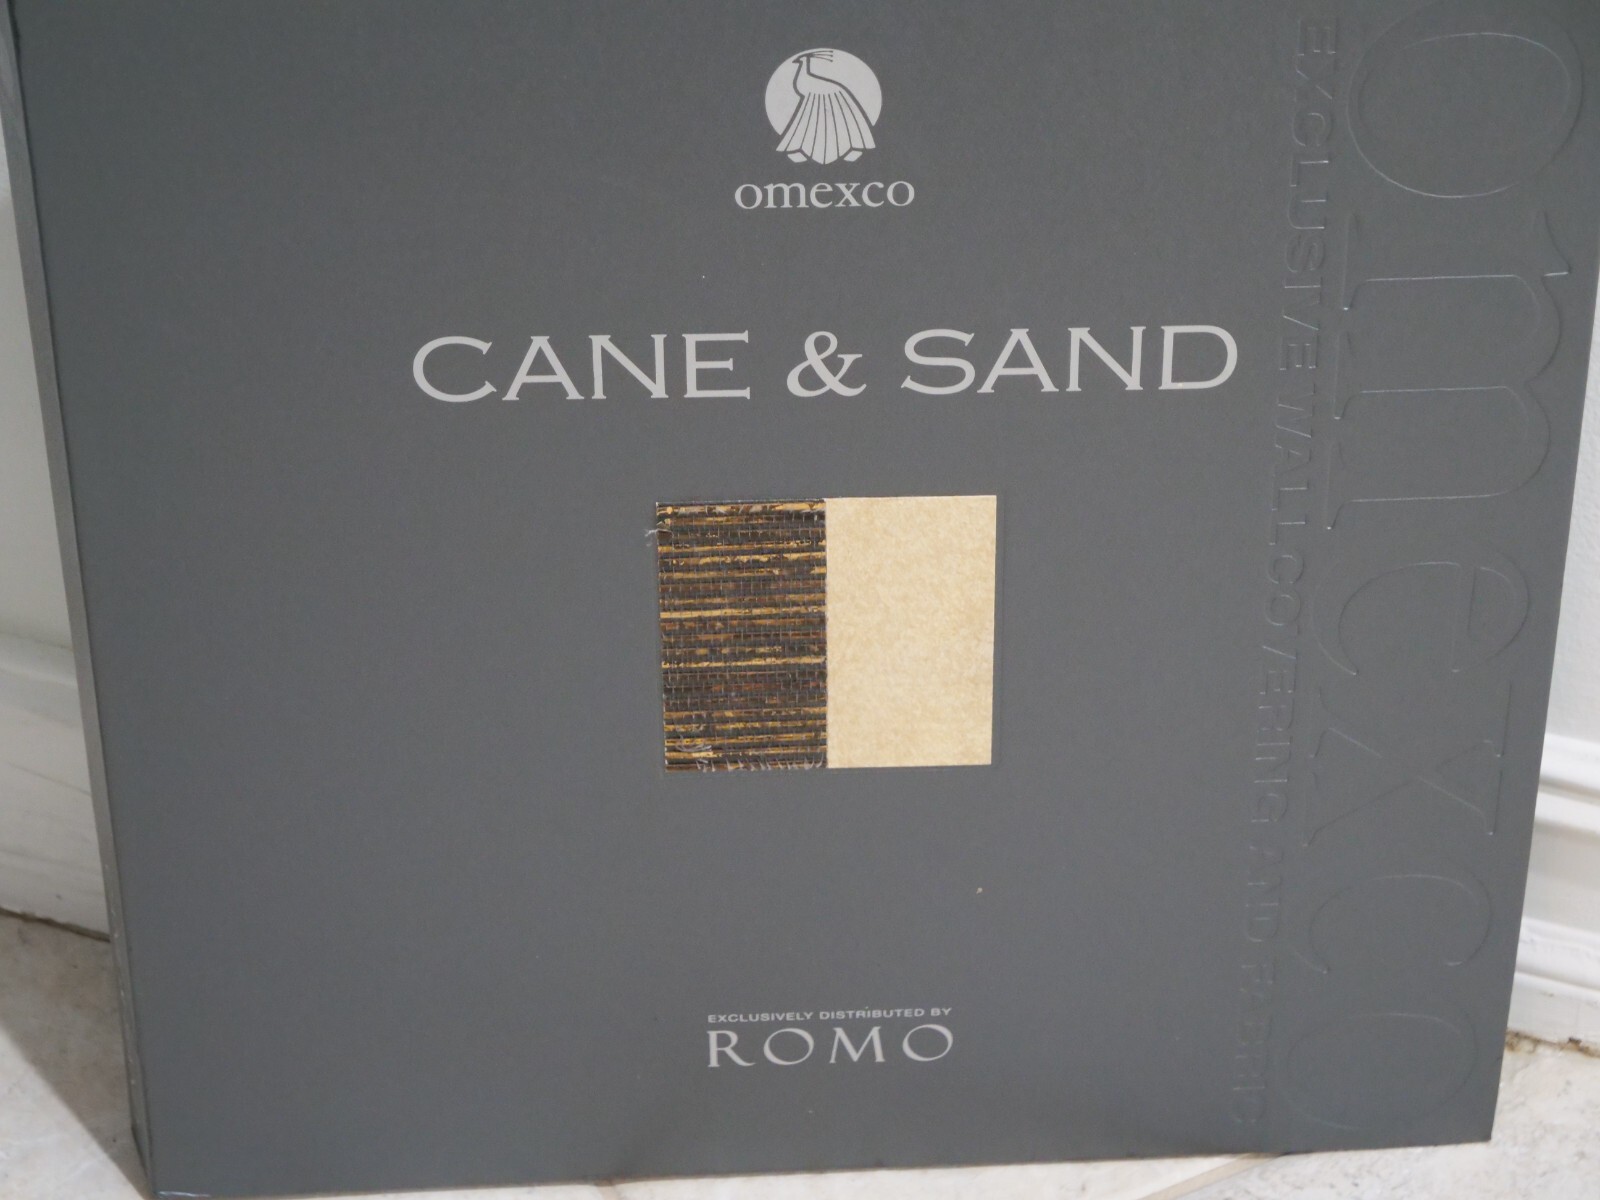 omexco
CANE & SAND
EXCLUSIVELY DISTRIBUTED BY
ROMO
omexco
EXCLUSIVE WALLCOVERING AND FABRIC